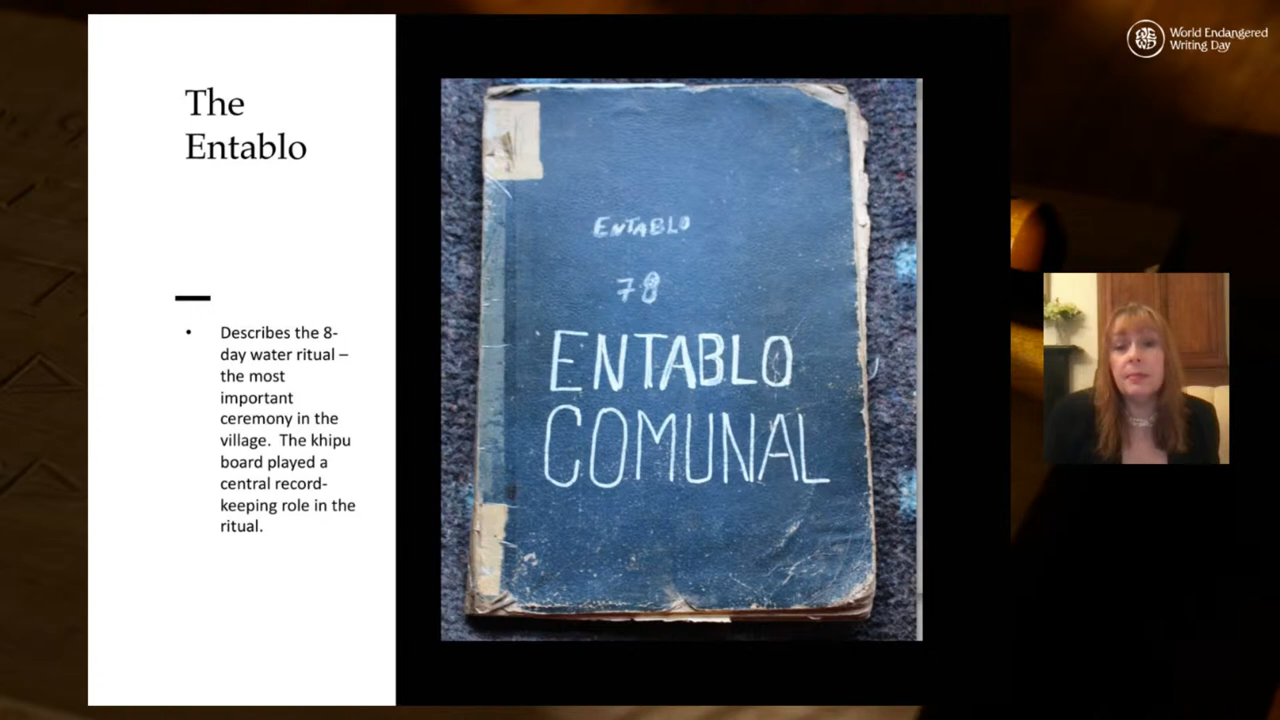 The
Entablo
• Describes the 8-
day water ritual –
the most
important
ceremony in the
village. The khipu
board played a
central record-
keeping role in the
ritual.
ENTABLO
78
ENTABLO
COMUNAL
World Endangered
Writing Day